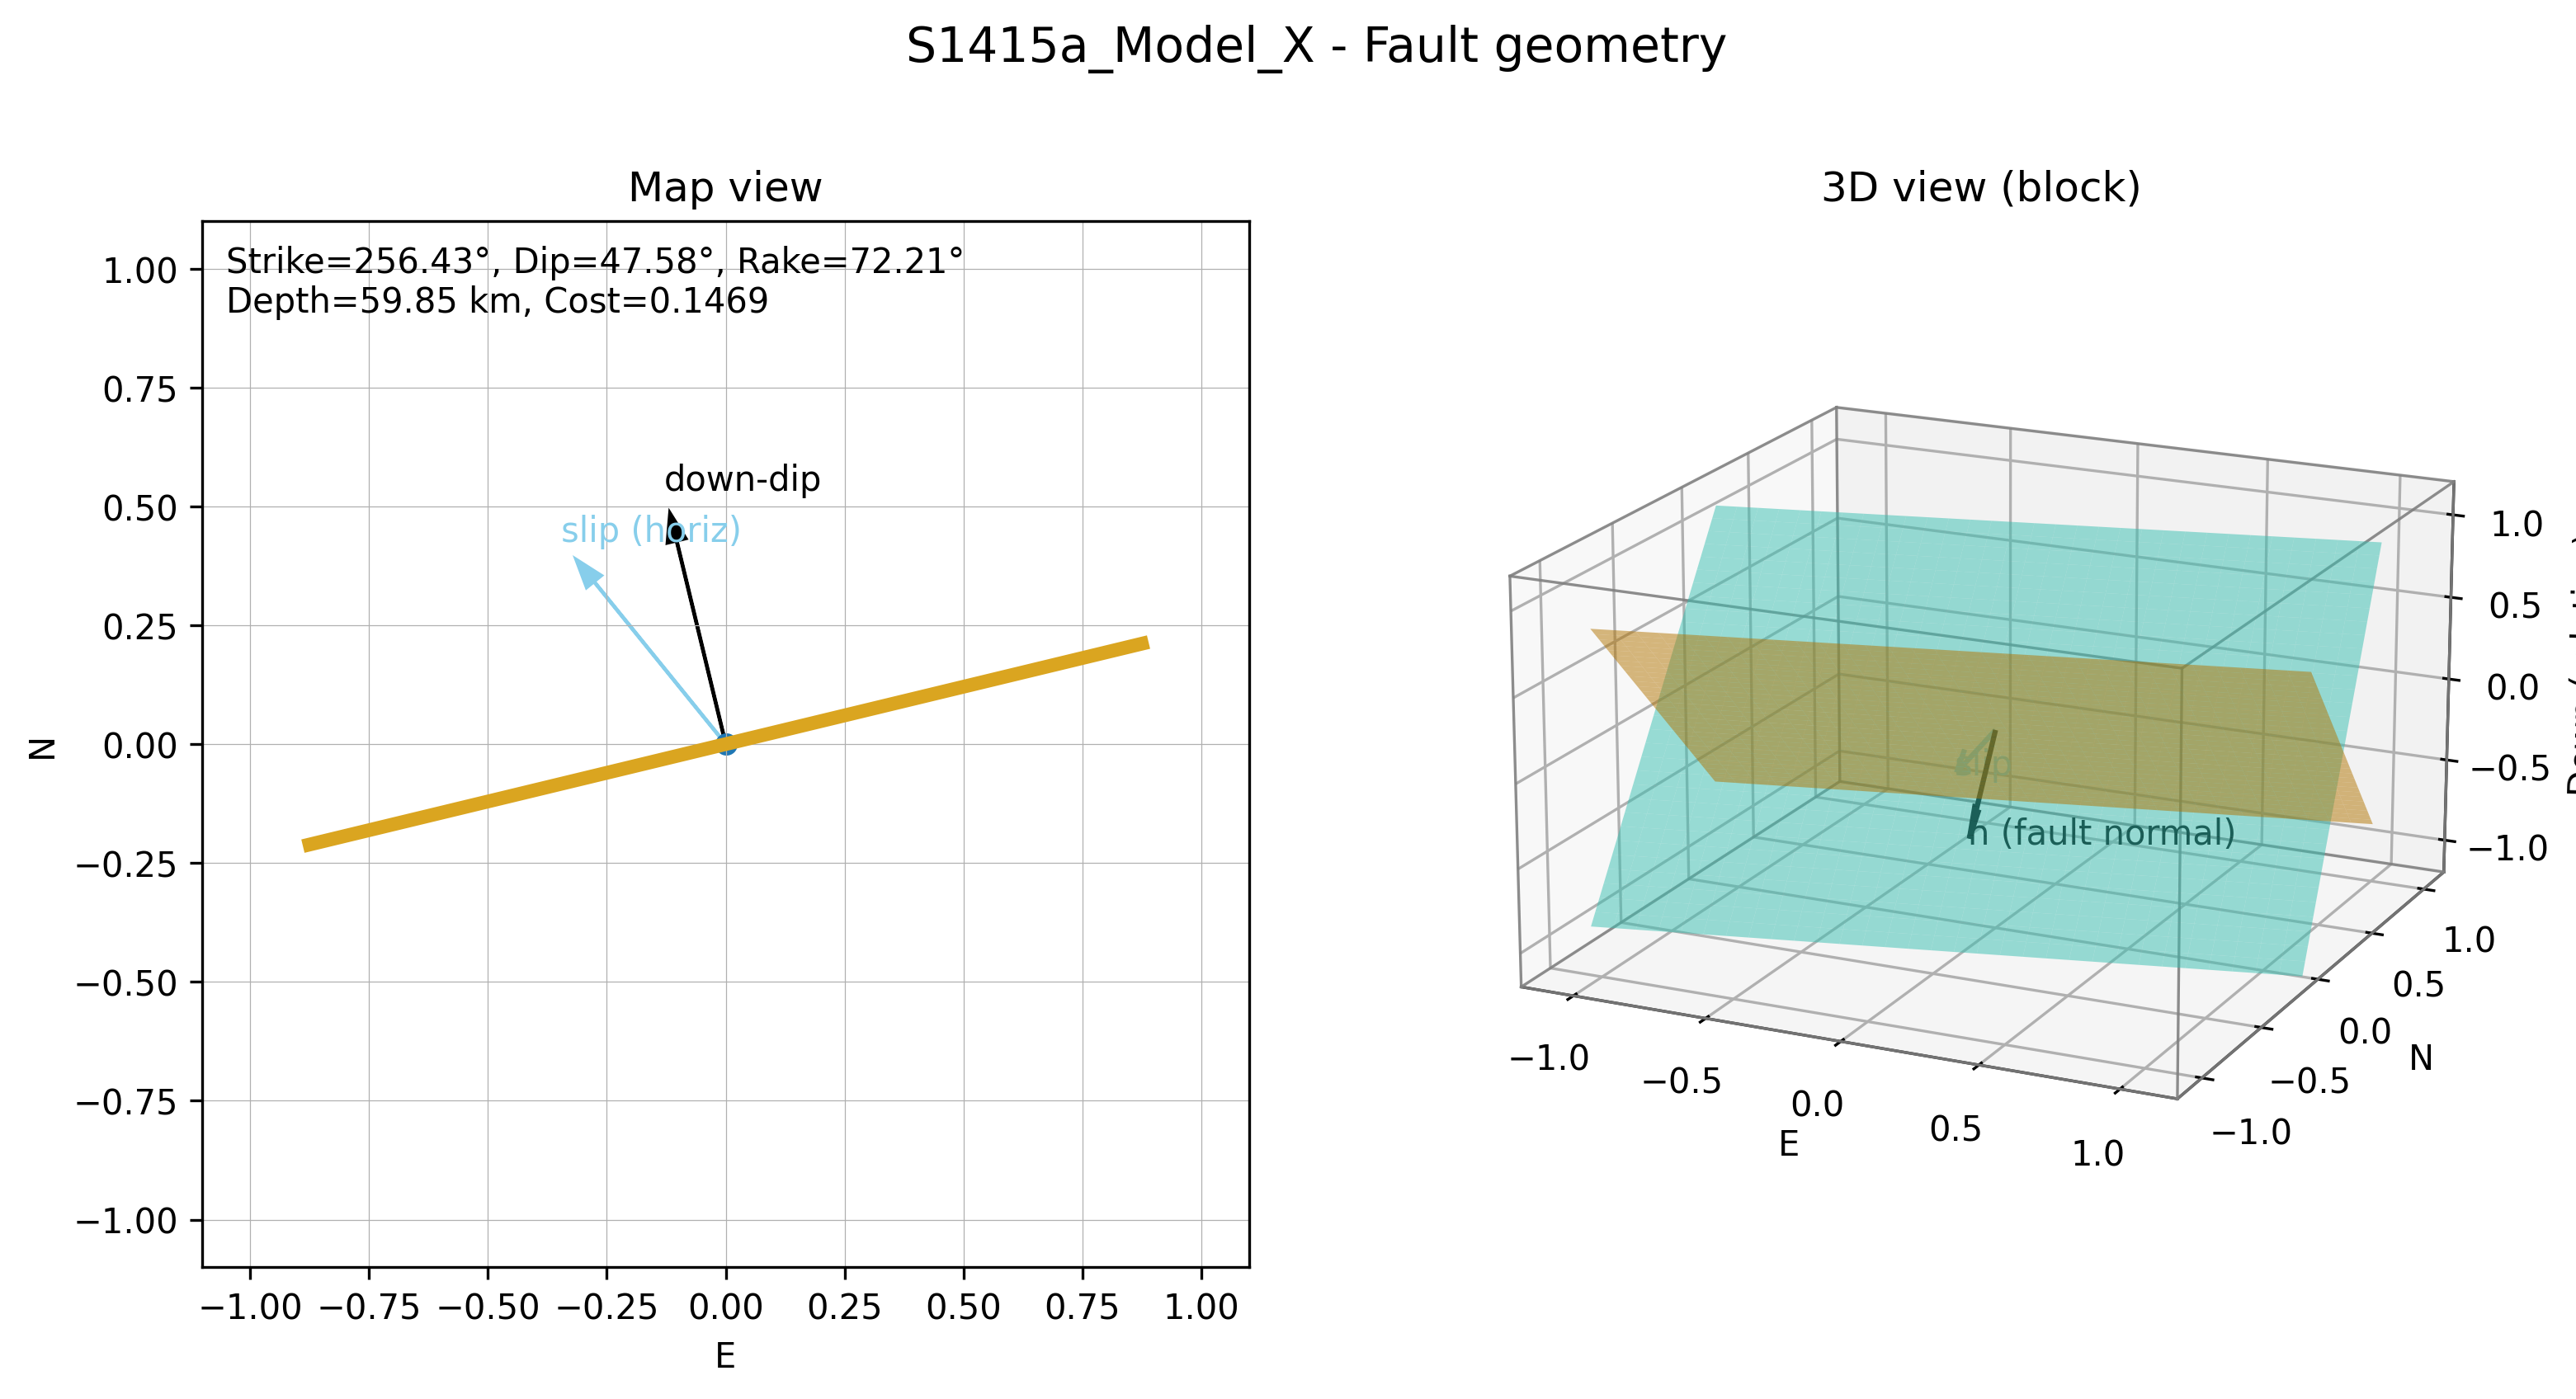 S1415a_Model_X - Fault geometry
Map view
Strike=256.43°, Dip=47.58°, Rake=72.21°
Depth=59.85 km, Cost=0.1469
1.00
0.75
0.50
0.25
0.00
−0.25
−0.50
−0.75
−1.00
N
down-dip
slip (horiz)
−1.00 −0.75 −0.50 −0.25 0.00 0.25 0.50 0.75 1.00
E
3D view (block)
n (fault normal)
1.0
0.5
0.0
−0.5
−1.0
1.0
0.5
0.0
−0.5
−1.0
N
−1.0
−0.5
0.0
0.5
1.0
E